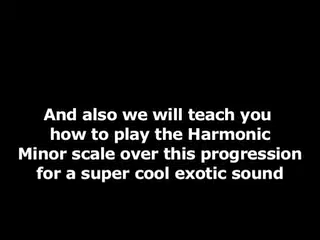 And also we will teach you
how to play the Harmonic
Minor scale over this progression
for a super cool exotic sound